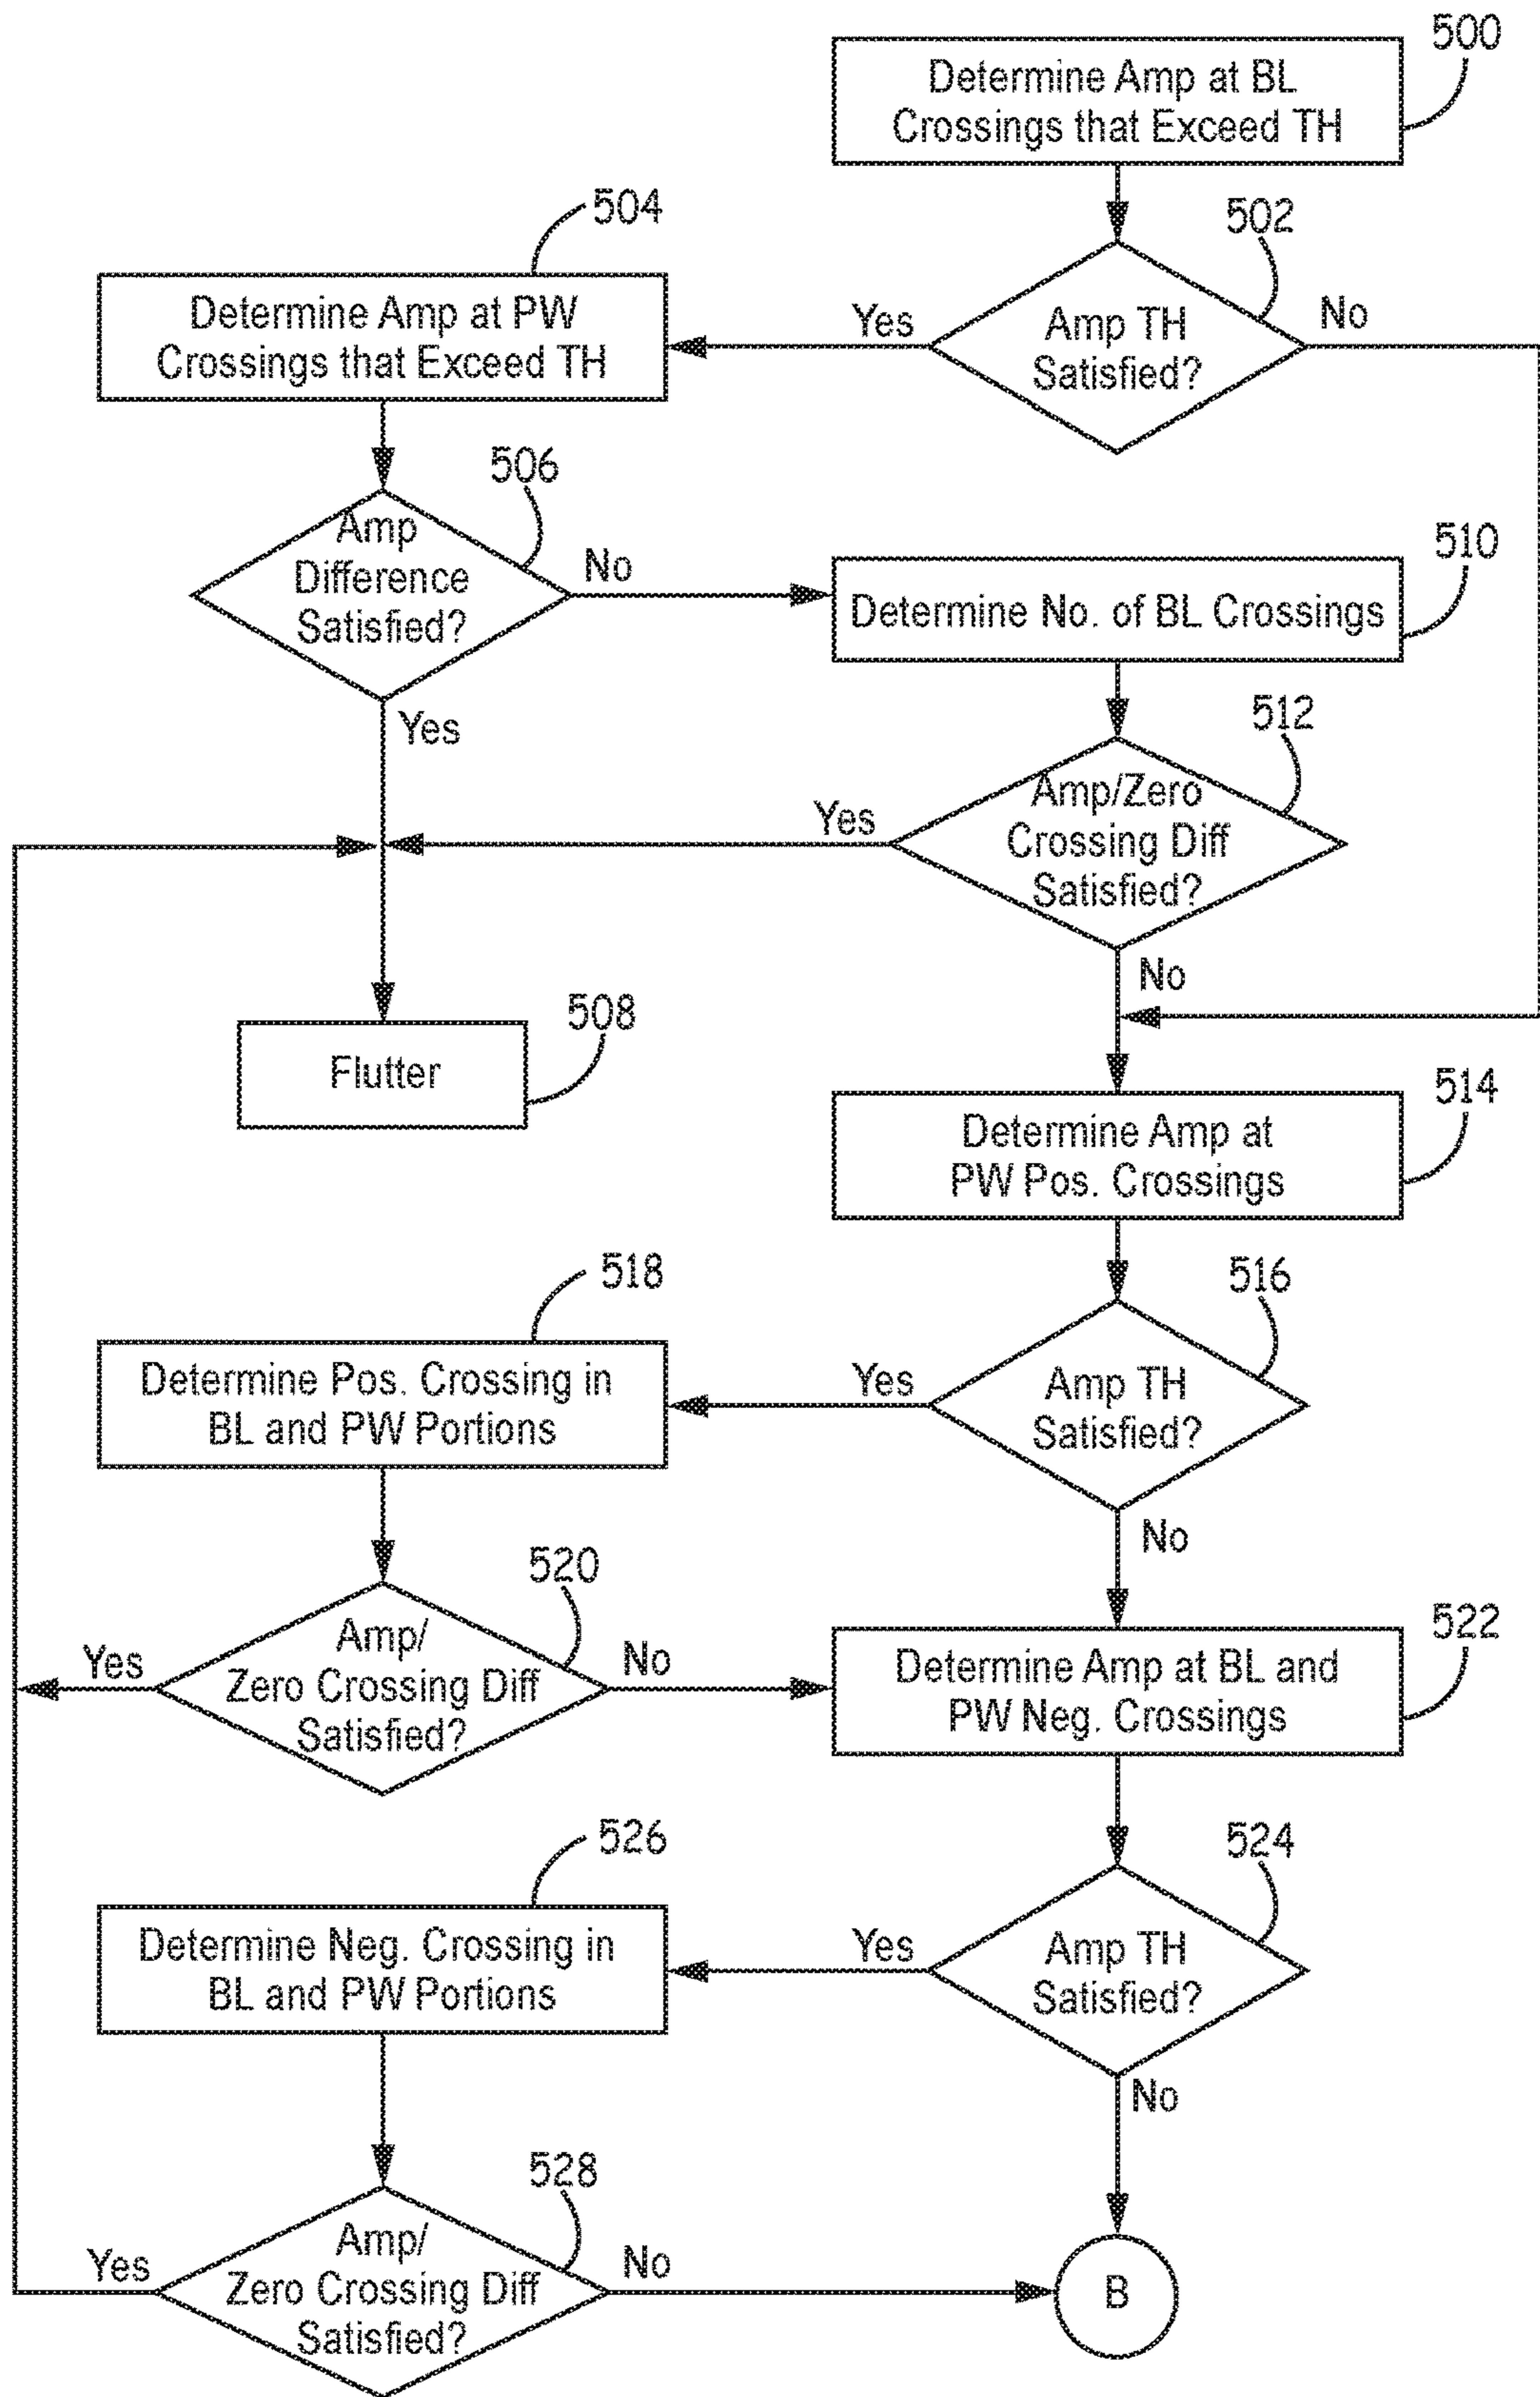 500
Determine Amp at BL
Crossings that Exceed TH
504
502
Determine Amp at PW
Crossings that Exceed TH
Yes
Amp TH
Satisfied?
No
506
Amp
Difference
Satisfied?
No
510
Determine No. of BL Crossings
Yes
512
Amp/Zero
Crossing Diff
Satisfied?
Yes
No
508
Flutter
514
Determine Amp at
PW Pos. Crossings
518
516
Determine Pos. Crossing in
BL and PW Portions
Yes
Amp TH
Satisfied?
No
520
Amp/
Zero Crossing Diff
Satisfied?
Yes
No
522
Determine Amp at BL and
PW Neg. Crossings
526
524
Determine Neg. Crossing in
BL and PW Portions
Yes
Amp TH
Satisfied?
No
528
Amp/
Zero Crossing Diff
Satisfied?
Yes
No
B